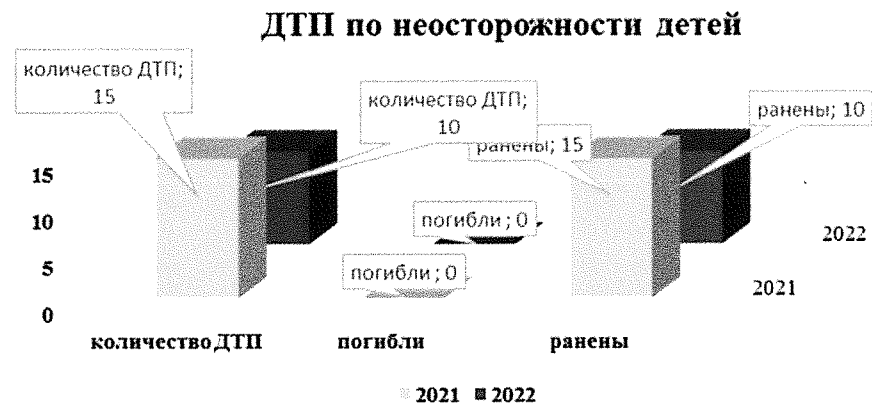 ДТП по неосторожности детей
количество ДТП;
15
количество ДТП;
10
ранены; 15
ранены; 10
погибли ; 0
погибли ; 0
15
10
5
0
2022
2021
количество ДТП
погибли
ранены
2021
2022